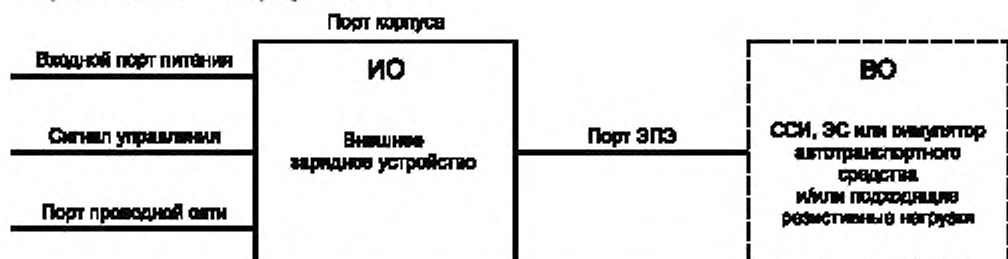 Порт корпуса
Входной порт питания
ИО
ВО
Сигнал управления
Внешнее
зарядное устройство
Порт ЭПЭ
ССИ, ЭС или симулятор
автотранспортного
средства
и/или подходящие
резистивные нагрузки
Порт проводной сети